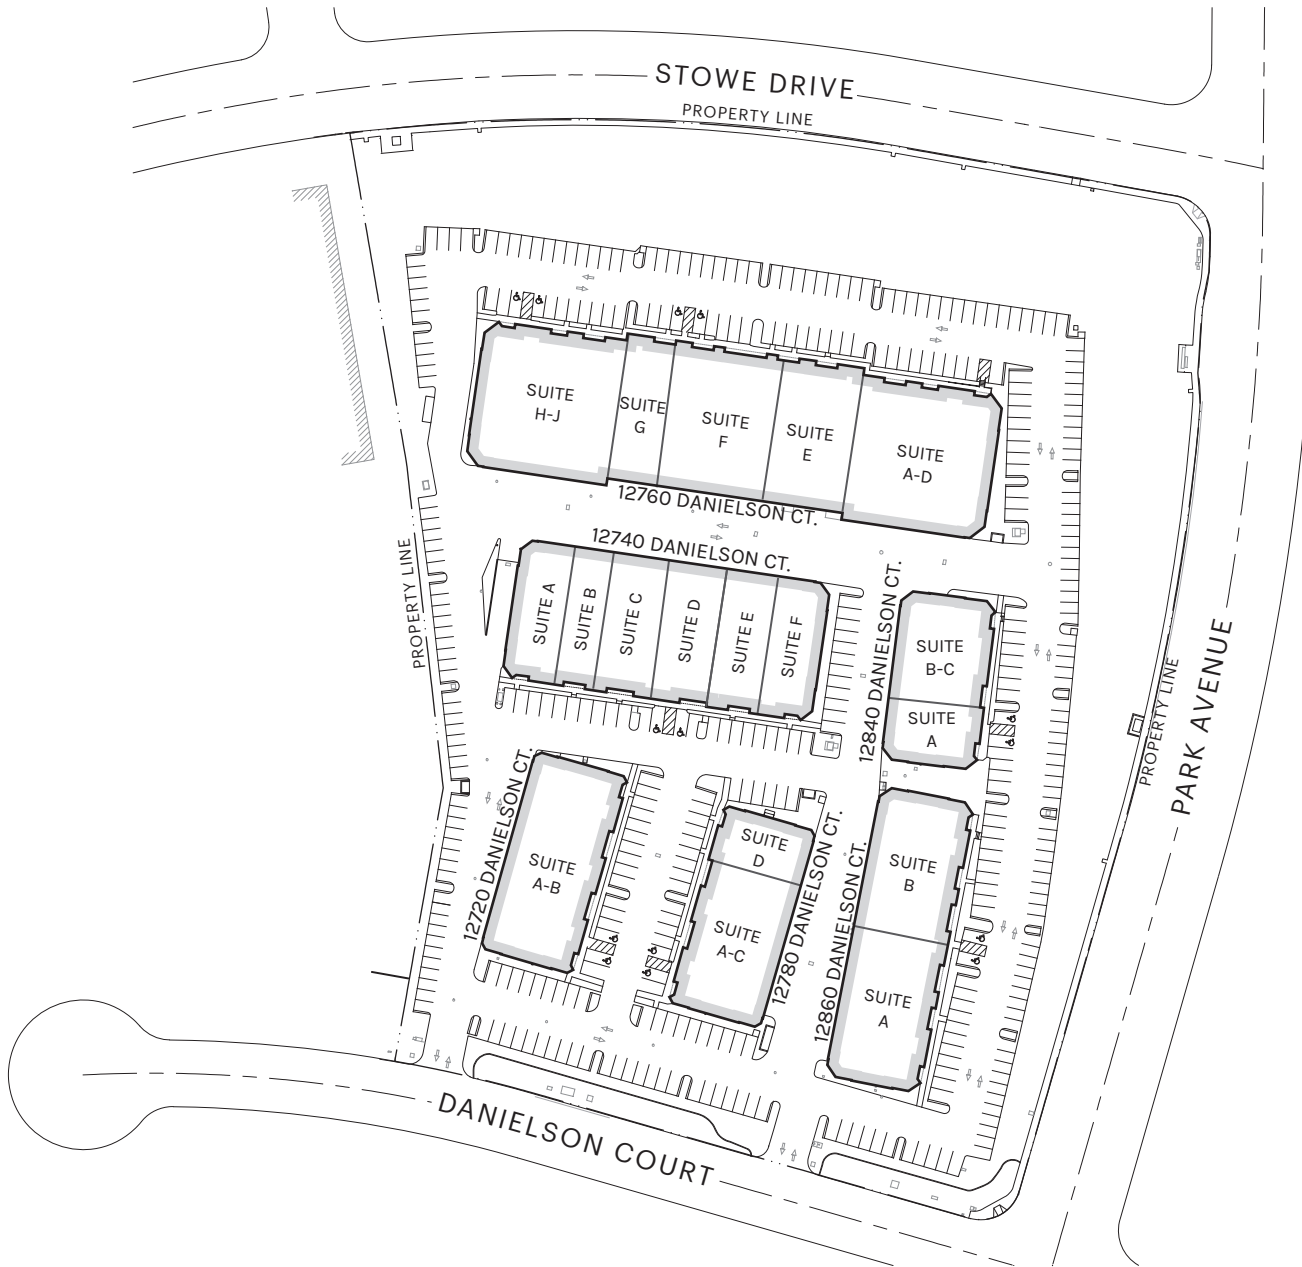 STOWE DRIVE
PROPERTY LINE
SUITE
H-J
SUITE
G
SUITE
F
SUITE
E
SUITE
A-D
12760 DANIELSON CT.
12740 DANIELSON CT.
SUITE A
SUITE B
SUITE C
SUITE D
SUITE E
SUITE F
PROPERTY LINE
12840 DANIELSON CT.
SUITE
B-C
SUITE
A
PROPERTY LINE
PARK AVENUE
12720 DANIELSON CT.
SUITE
A-B
SUITE
D
SUITE
A-C
12780 DANIELSON CT.
12860 DANIELSON CT.
SUITE
B
SUITE
A
DANIELSON COURT